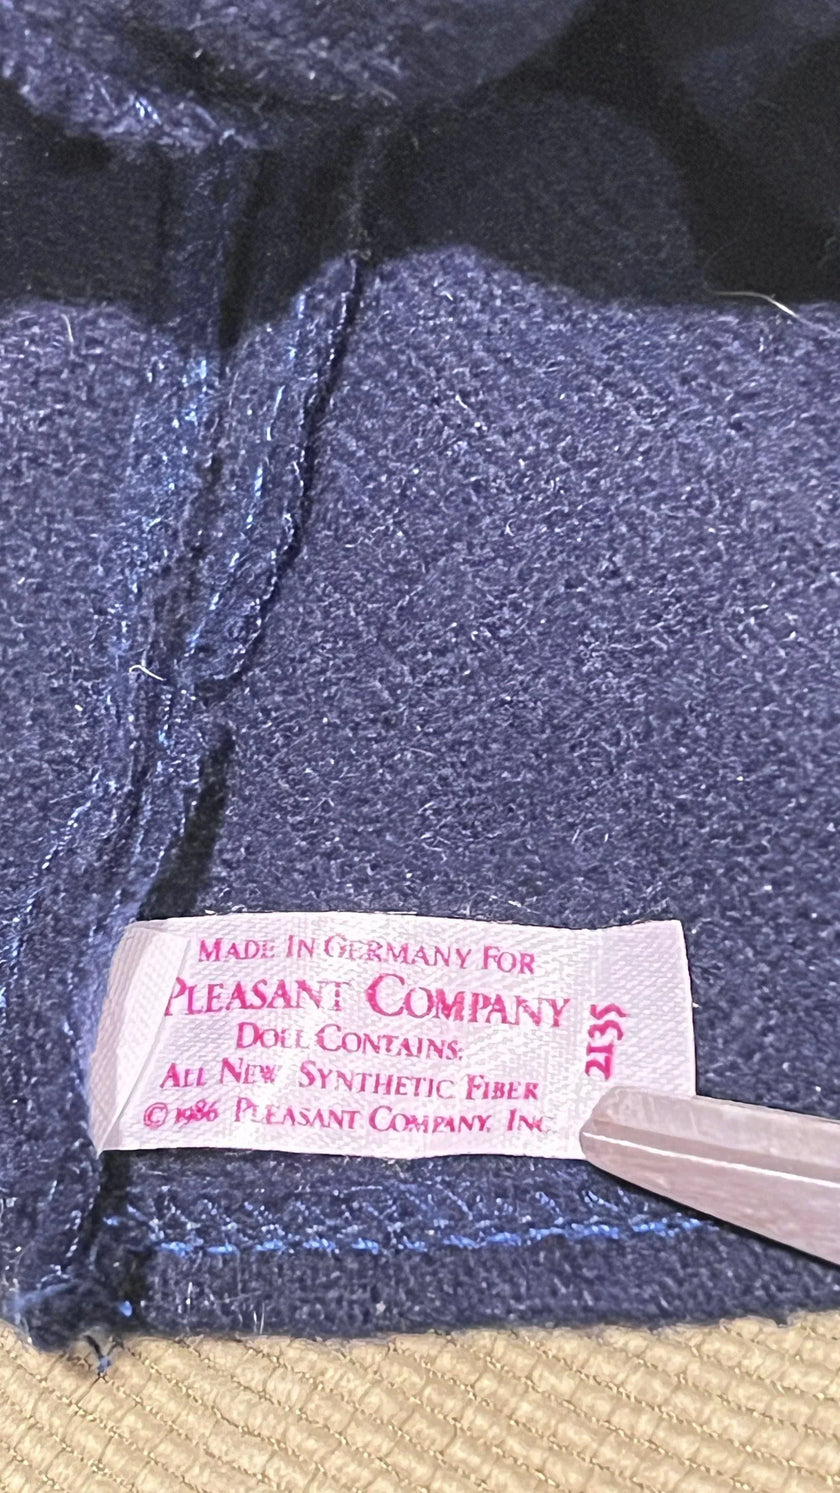 MADE IN GERMANY FOR
PLEASANT COMPANY
DOLL CONTAINS:
ALL NEW SYNTHETIC FIBER
© 1986 PLEASANT COMPANY, INC.
2135